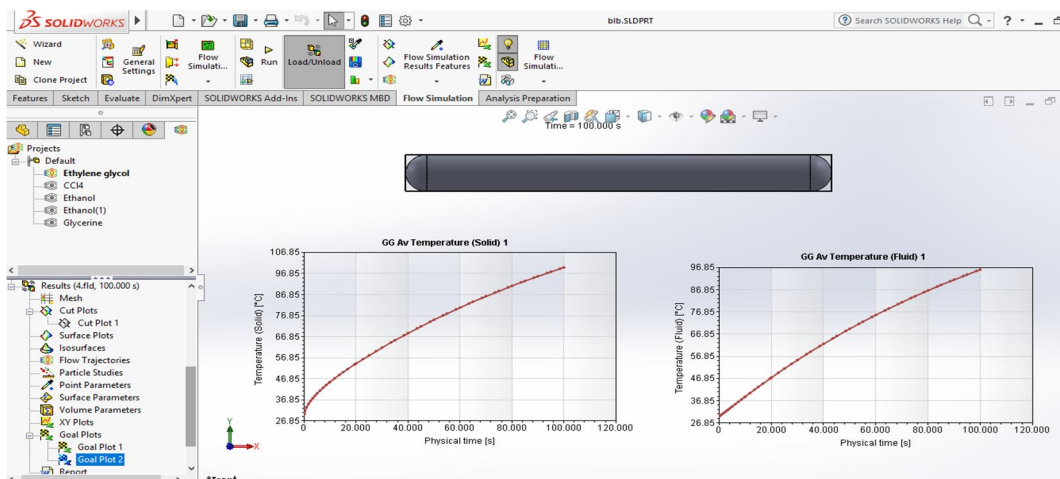 SOLIDWORKS
blb.SLDPRT
Search SOLIDWORKS Help
Wizard
New
Clone Project
General Settings
Flow Simulati...
Run
Load/Unload
Flow Simulation Results Features
Flow Simulati...
Features Sketch Evaluate DimXpert SOLIDWORKS Add-Ins SOLIDWORKS MBD Flow Simulation Analysis Preparation
Time = 100.000 s
Projects
Default
Ethylene glycol
CCl4
Ethanol
Ethanol(1)
Glycerine
Results (4.fld, 100.000 s)
Mesh
Cut Plots
Cut Plot 1
Surface Plots
Isosurfaces
Flow Trajectories
Particle Studies
Point Parameters
Surface Parameters
Volume Parameters
XY Plots
Goal Plots
Goal Plot 1
Goal Plot 2
Report
GG Av Temperature (Solid) 1
Temperature (Solid) [°C]
106.85
96.85
86.85
76.85
66.85
56.85
46.85
36.85
26.85
0 20.000 40.000 60.000 80.000 100.000 120.000
Physical time [s]
GG Av Temperature (Fluid) 1
Temperature (Fluid) [°C]
96.85
86.85
76.85
66.85
56.85
46.85
36.85
26.85
0 20.000 40.000 60.000 80.000 100.000 120.000
Physical time [s]
Y
X
*Front